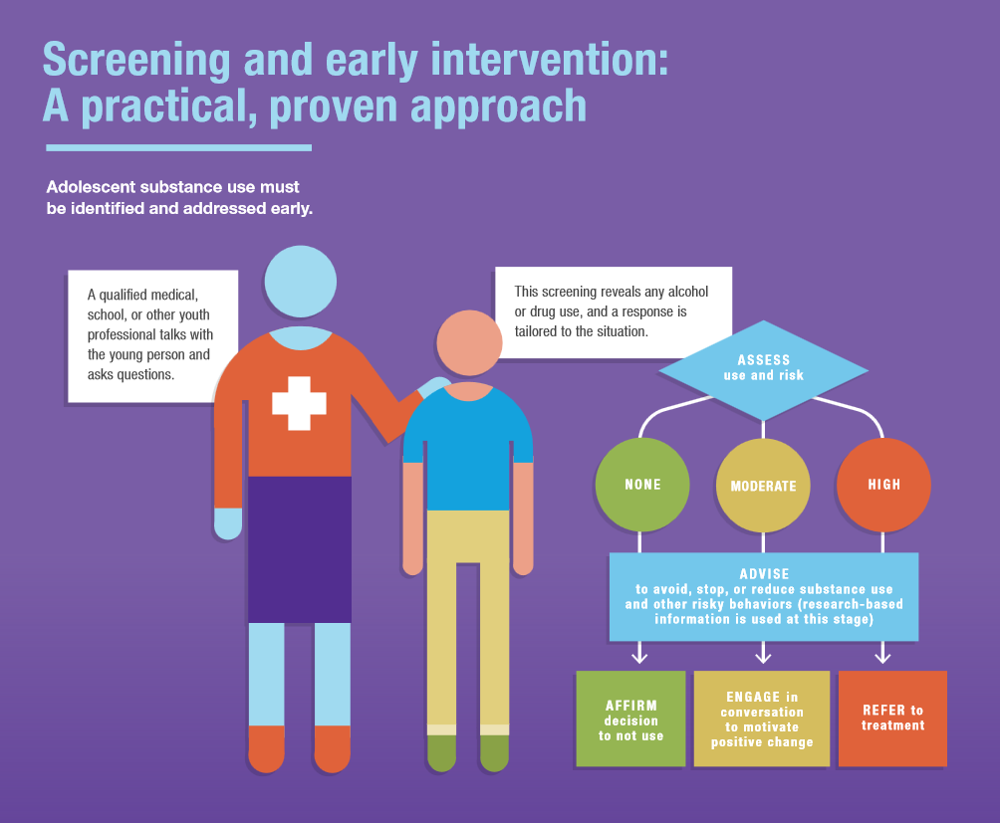 Screening and early intervention:
A practical, proven approach
Adolescent substance use must
be identified and addressed early.
A qualified medical,
school, or other youth
professional talks with
the young person and
asks questions.
This screening reveals any alcohol
or drug use, and a response is
tailored to the situation.
ASSESS
use and risk
NONE
MODERATE
HIGH
ADVISE
to avoid, stop, or reduce substance use
and other risky behaviors (research-based
information is used at this stage)
AFFIRM
decision
to not use
ENGAGE in
conversation
to motivate
positive change
REFER to
treatment